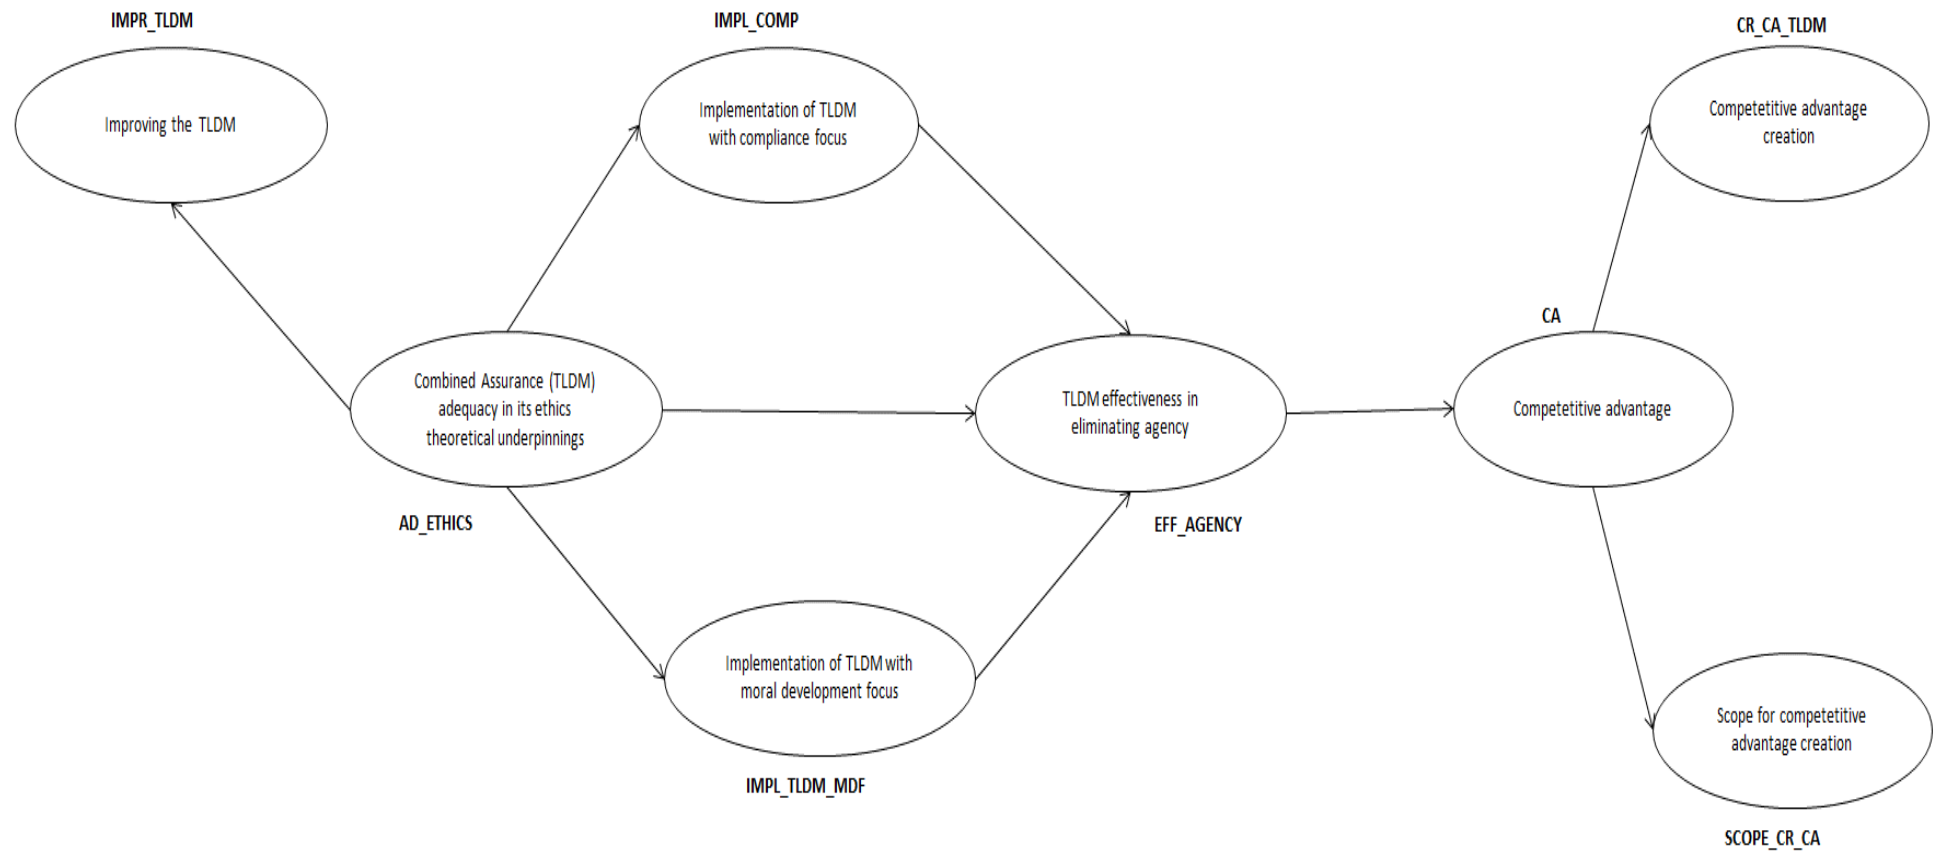 IMPR_TLDM
Improving the TLDM
IMPL_COMP
Implementation of TLDM
with compliance focus
CR_CA_TLDM
Competetitive advantage
creation
Combined Assurance (TLDM)
adequacy in its ethics
theoretical underpinnings
AD_ETHICS
TLDM effectiveness in
eliminating agency
EFF_AGENCY
CA
Competetitive advantage
Implementation of TLDM with
moral development focus
IMPL_TLDM_MDF
Scope for competetitive
advantage creation
SCOPE_CR_CA